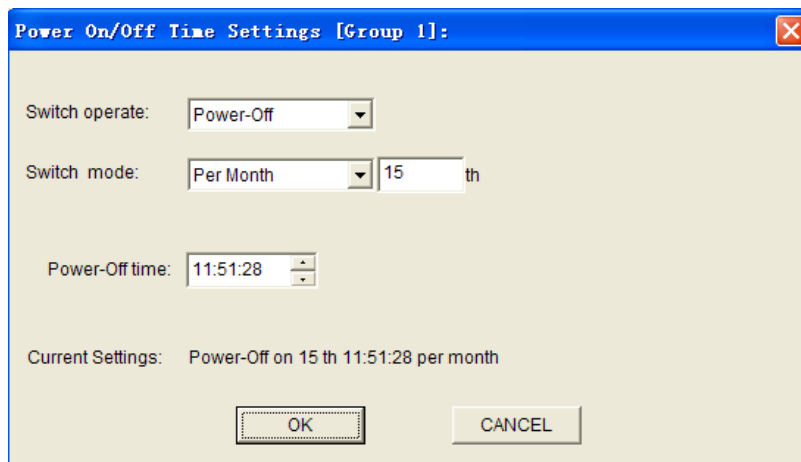 Power On/Off Time Settings [Group 1]:
Switch operate: Power-Off
Switch mode: Per Month 15 th
Power-Off time: 11:51:28
Current Settings: Power-Off on 15 th 11:51:28 per month
OK CANCEL